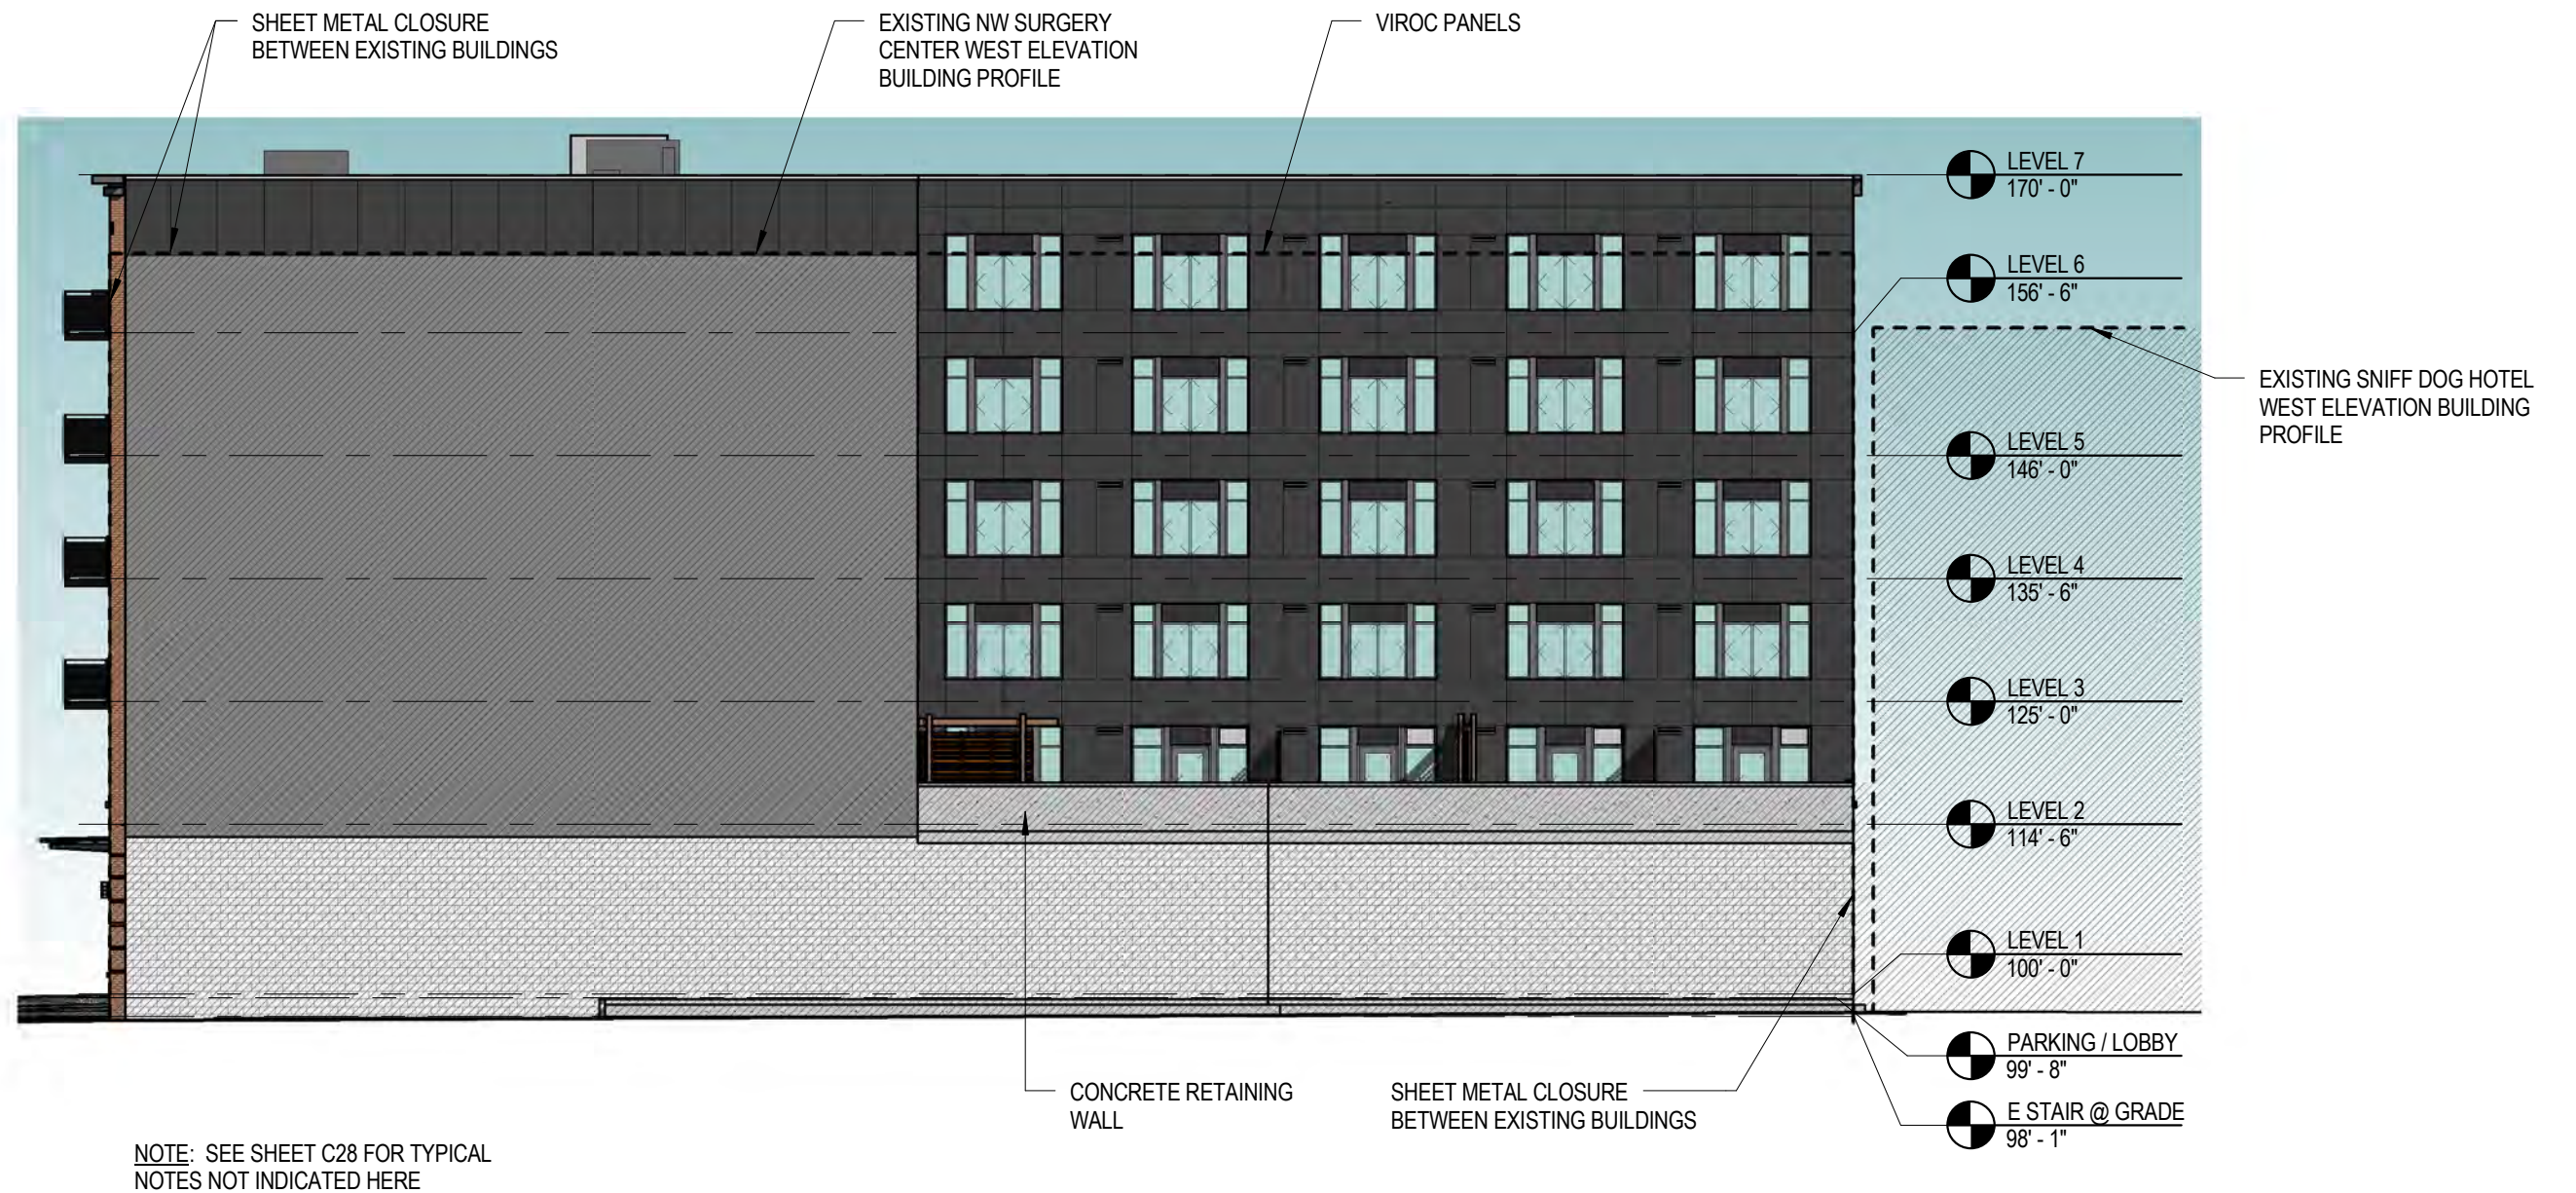 SHEET METAL CLOSURE
BETWEEN EXISTING BUILDINGS
EXISTING NW SURGERY
CENTER WEST ELEVATION
BUILDING PROFILE
VIROC PANELS
LEVEL 7
170' - 0"
LEVEL 6
156' - 6"
EXISTING SNIFF DOG HOTEL
WEST ELEVATION BUILDING
PROFILE
LEVEL 5
146' - 0"
LEVEL 4
135' - 6"
LEVEL 3
125' - 0"
LEVEL 2
114' - 6"
LEVEL 1
100' - 0"
PARKING / LOBBY
99' - 8"
E STAIR @ GRADE
98' - 1"
CONCRETE RETAINING
WALL
SHEET METAL CLOSURE
BETWEEN EXISTING BUILDINGS
NOTE: SEE SHEET C28 FOR TYPICAL
NOTES NOT INDICATED HERE